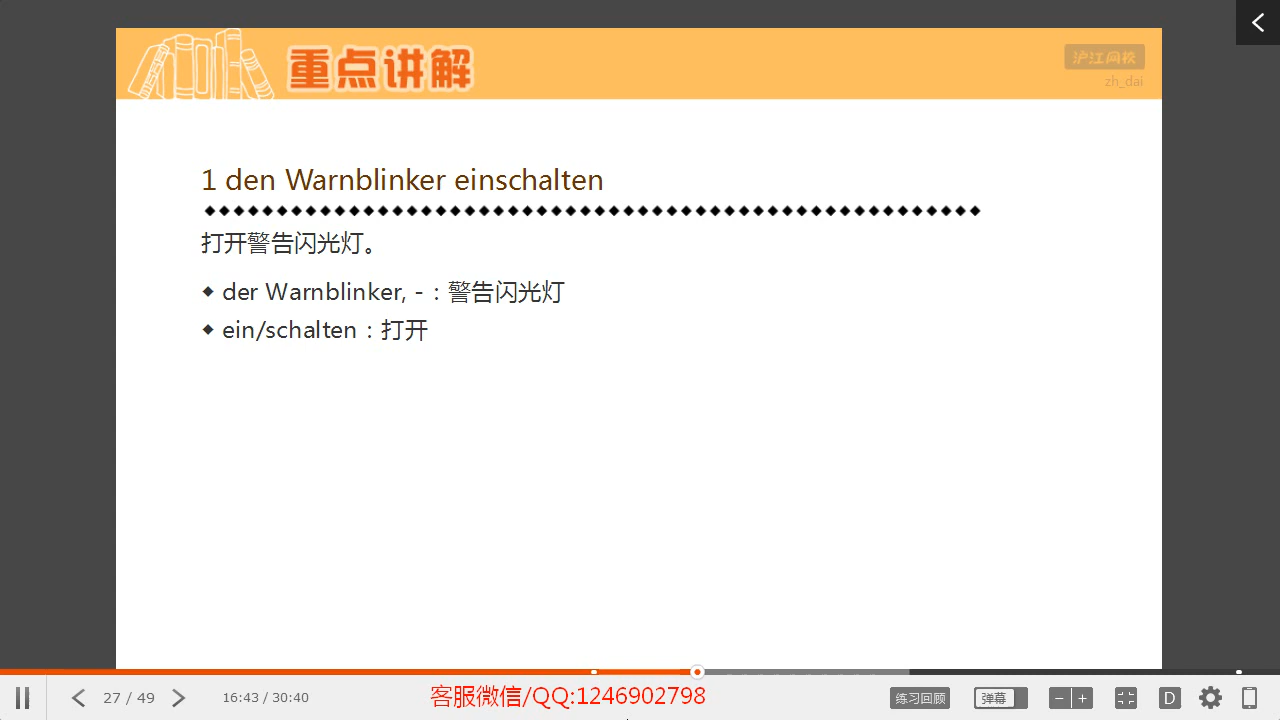 重点讲解
沪江网校
zh_dai
1 den Warnblinker einschalten
打开警告闪光灯。
der Warnblinker, -：警告闪光灯
ein/schalten：打开
27 / 49
16:43 / 30:40
客服微信/QQ:1246902798
练习回顾
弹幕
D